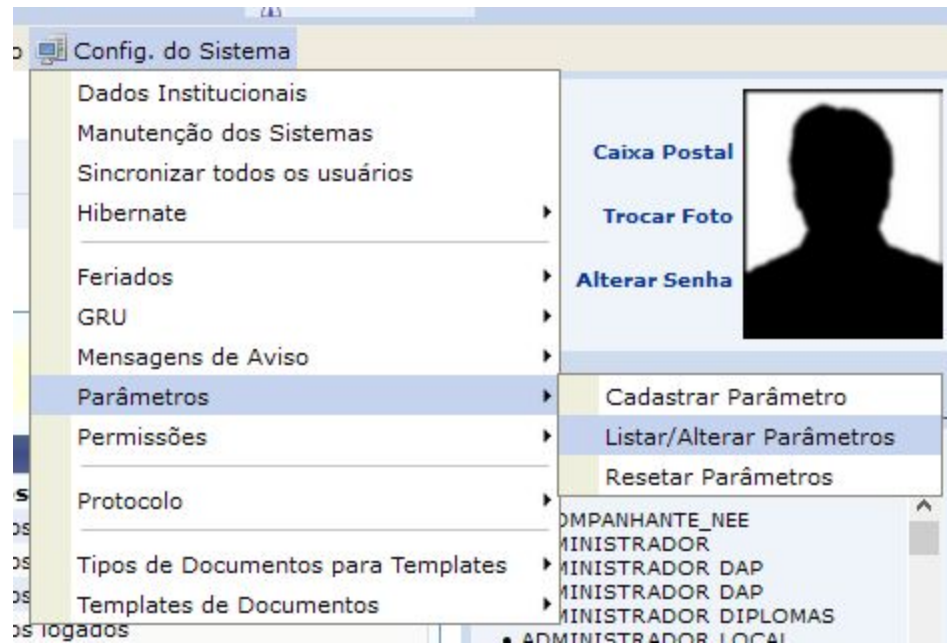 Config. do Sistema
Dados Institucionais
Manutenção dos Sistemas
Sincronizar todos os usuários
Hibernate
Feriados
GRU
Mensagens de Aviso
Parâmetros
Permissões
Protocolo
Tipos de Documentos para Templates
Templates de Documentos
Caixa Postal
Trocar Foto
Alterar Senha
Cadastrar Parâmetro
Listar/Alterar Parâmetros
Resetar Parâmetros
OMPANHANTE_NEE
MINISTRADOR
MINISTRADOR DAP
MINISTRADOR DAP
MINISTRADOR DIPLOMAS
• ADMINISTRADOR LOCAL
os logados